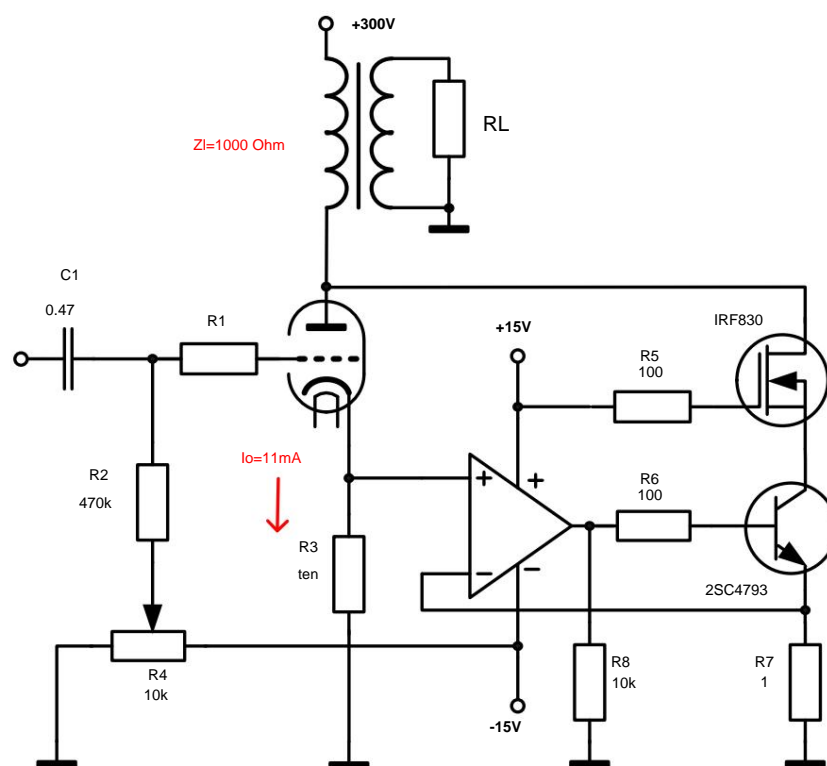 +300V
RL
Zl=1000 Ohm
C1
0.47
R1
+15V
IRF830
R5
100
+
+
R2
470k
Io=11mA
R6
100
R3
ten
−
−
2SC4793
R4
10k
R8
10k
R7
1
-15V